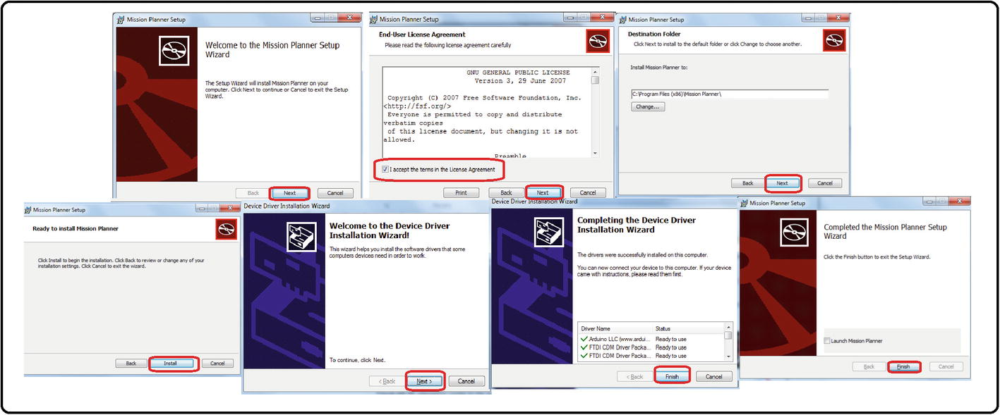 Mission Planner Setup
Welcome to the Mission Planner Setup
Wizard
The Setup Wizard will install Mission Planner on your
computer. Click Next to continue or Cancel to exit the Setup
Wizard.
Back
Next
Cancel
Mission Planner Setup
End-User License Agreement
Please read the following license agreement carefully
GNU GENERAL PUBLIC LICENSE
Version 3, 29 June 2007
Copyright (C) 2007 Free Software Foundation, Inc.
<http://fsf.org/>
Everyone is permitted to copy and distribute
verbatim copies
of this license document, but changing it is not
allowed.
Preamble
I accept the terms in the License Agreement
Print
Back
Next
Cancel
Mission Planner Setup
Destination Folder
Click Next to install to the default folder or click Change to choose another.
Install Mission Planner to:
C:\Program Files (x86)\Mission Planner\
Change...
Back
Next
Cancel
Mission Planner Setup
Ready to install Mission Planner
Click Install to begin the installation. Click Back to review or change any of your
installation settings. Click Cancel to exit the wizard.
Back
Install
Cancel
Device Driver Installation Wizard
Welcome to the Device Driver
Installation Wizard!
This wizard helps you install the software drivers that some
computers devices need in order to work.
To continue, click Next.
< Back
Next >
Cancel
Device Driver Installation Wizard
Completing the Device Driver
Installation Wizard
The drivers were successfully installed on this computer.
You can now connect your device to this computer. If your device
came with instructions, please read them first.
Driver Name Status
Arduino LLC (www.ardui... Ready to use
FTDI CDM Driver Packa... Ready to use
FTDI CDM Driver Packa... Ready to use
< Back
Finish
Cancel
Mission Planner Setup
Completed the Mission Planner Setup
Wizard
Click the Finish button to exit the Setup Wizard.
Launch Mission Planner
Back
Finish
Cancel